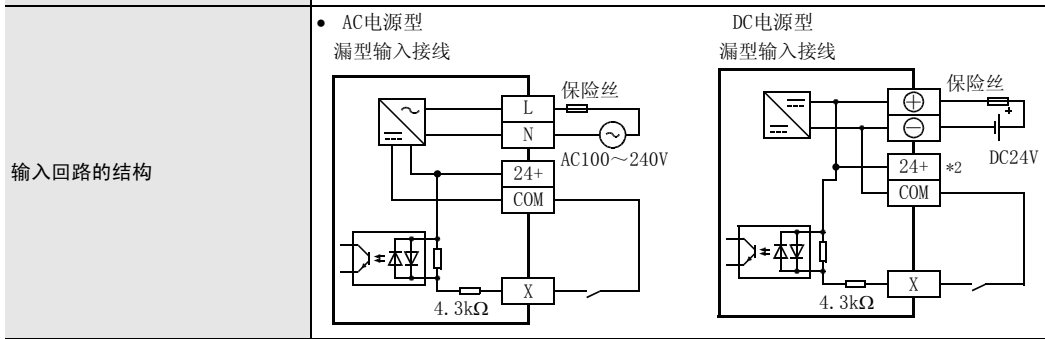 输入回路的结构
• AC电源型
漏型输入接线
L
保险丝
N
AC100～240V
24+
COM
X
4.3kΩ
DC电源型
漏型输入接线
保险丝
+
DC24V
24+ *2
COM
X
4.3kΩ